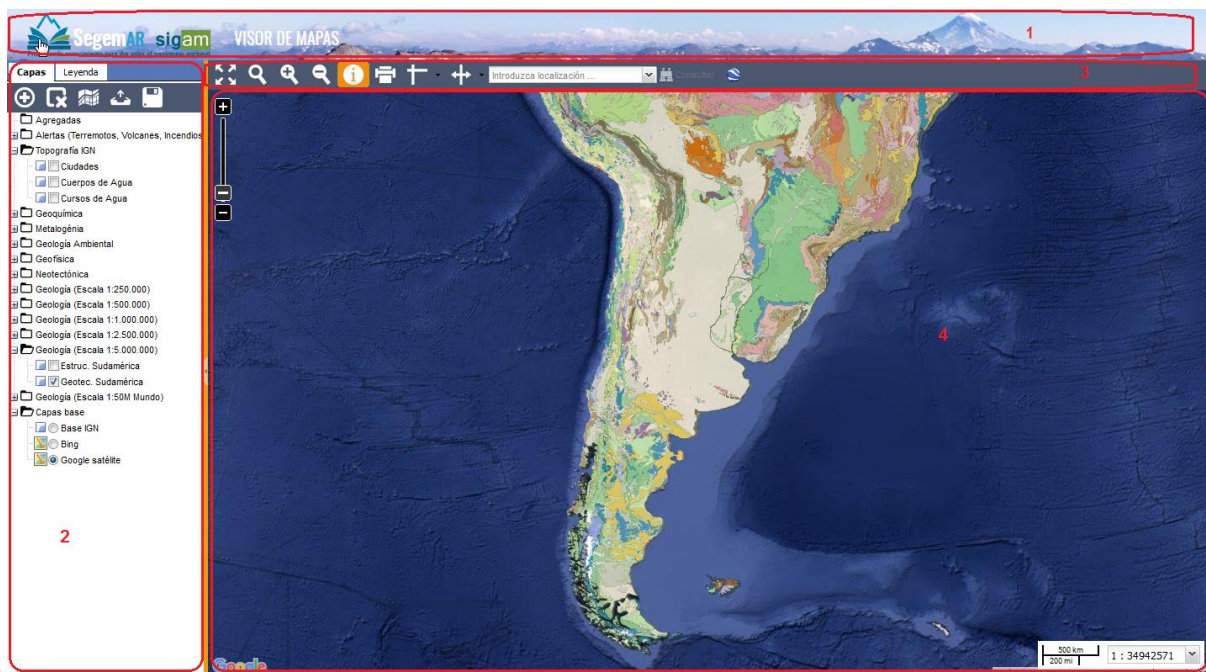 SegemAR sigam VISOR DE MAPAS
1
Capas Leyenda
Introduzca localización ... Consultar
3
Agregadas
Alertas (Terremotos, Volcanes, Incendios
Topografía IGN
Ciudades
Cuerpos de Agua
Cursos de Agua
Geoquímica
Metalogénia
Geología Ambiental
Geofísica
Neotectónica
Geología (Escala 1:250.000)
Geología (Escala 1:500.000)
Geología (Escala 1:1.000.000)
Geología (Escala 1:2.500.000)
Geología (Escala 1:5.000.000)
Estruc. Sudamérica
Geotec. Sudamérica
Geología (Escala 1:50M Mundo)
Capas base
Base IGN
Bing
Google satélite
2
4
Google
500 km
200 mi
1 : 34942571